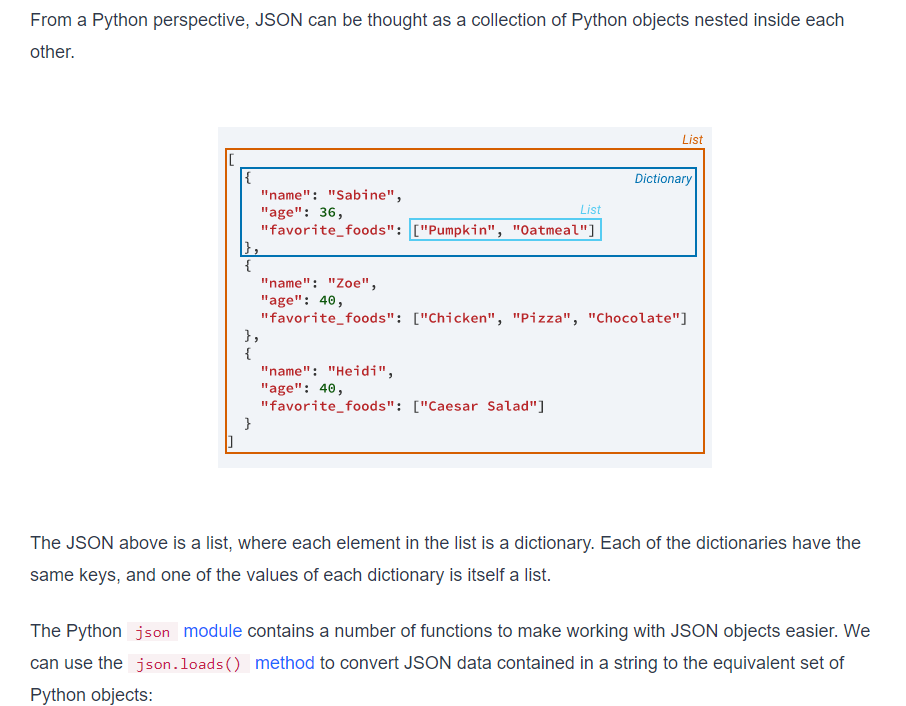 From a Python perspective, JSON can be thought as a collection of Python objects nested inside each
other.
List
[
{
Dictionary
"name": "Sabine",
"age": 36,
List
"favorite_foods": ["Pumpkin", "Oatmeal"]
},
{
"name": "Zoe",
"age": 40,
"favorite_foods": ["Chicken", "Pizza", "Chocolate"]
},
{
"name": "Heidi",
"age": 40,
"favorite_foods": ["Caesar Salad"]
}
]
The JSON above is a list, where each element in the list is a dictionary. Each of the dictionaries have the
same keys, and one of the values of each dictionary is itself a list.
The Python json module contains a number of functions to make working with JSON objects easier. We
can use the json.loads() method to convert JSON data contained in a string to the equivalent set of
Python objects: